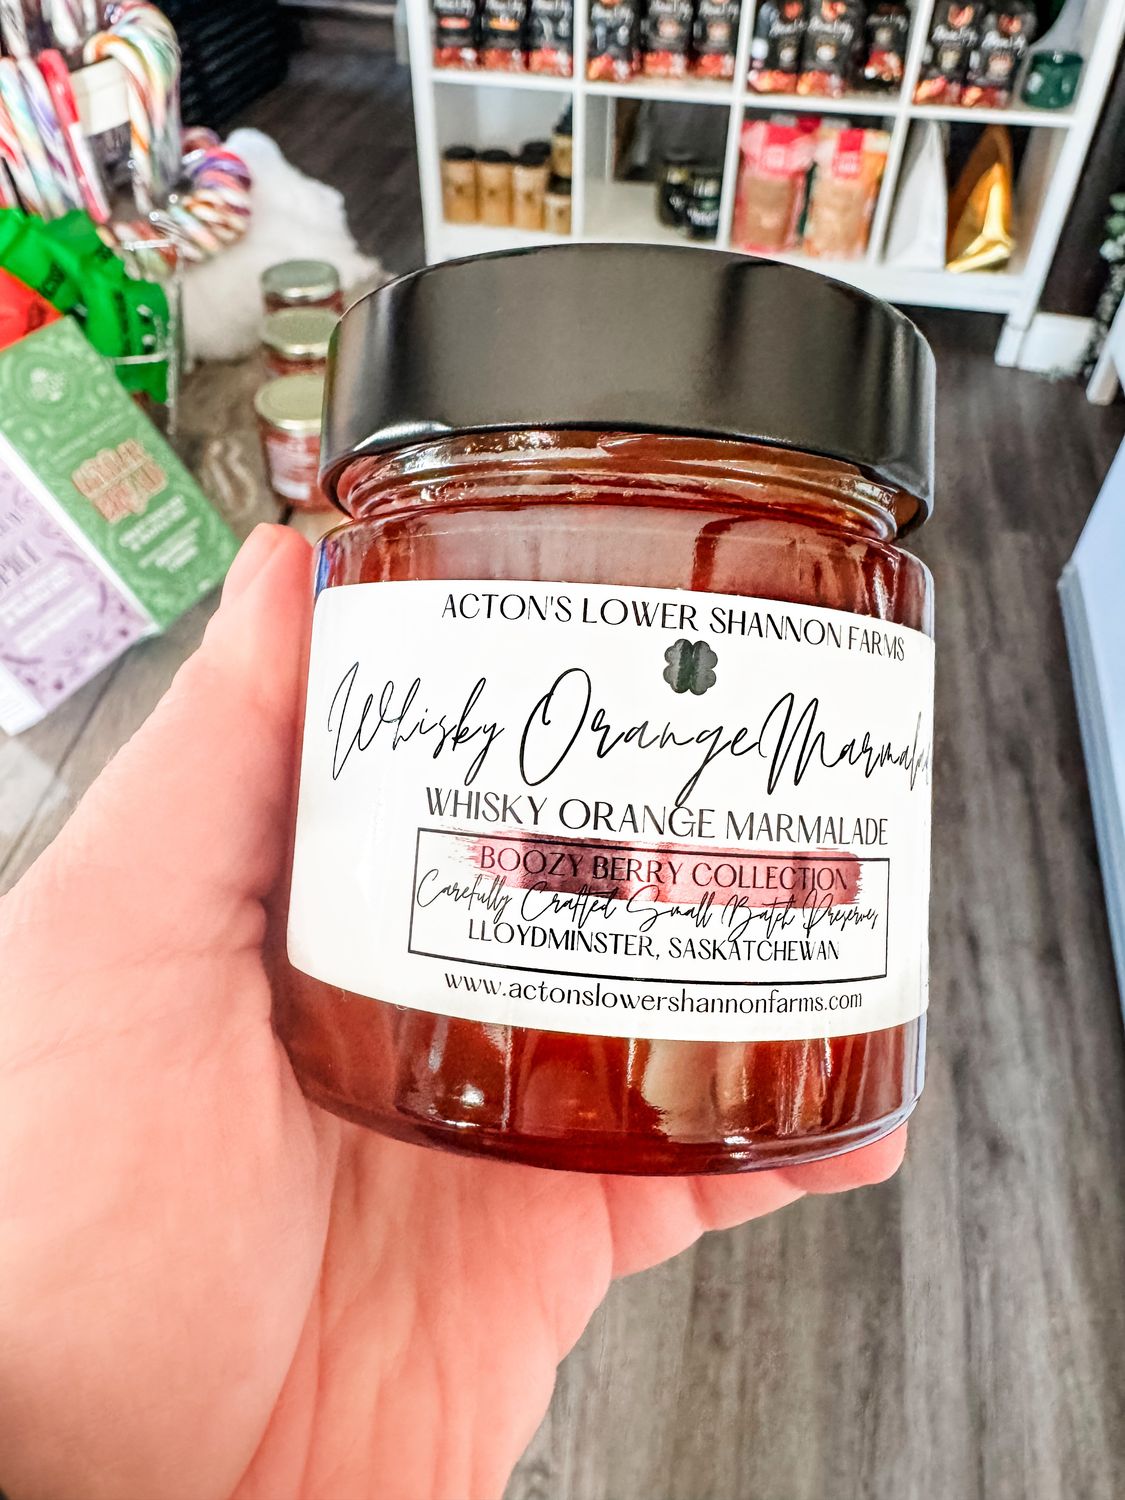 ACTON'S LOWER SHANNON FARMS
Whisky Orange Marmala
WHISKY ORANGE MARMALADE
BOOZY BERRY COLLECTION
Carefully Crafted Small Batch Preserves
LLOYDMINSTER, SASKATCHEWAN
www.actonslowershannonfarms.com